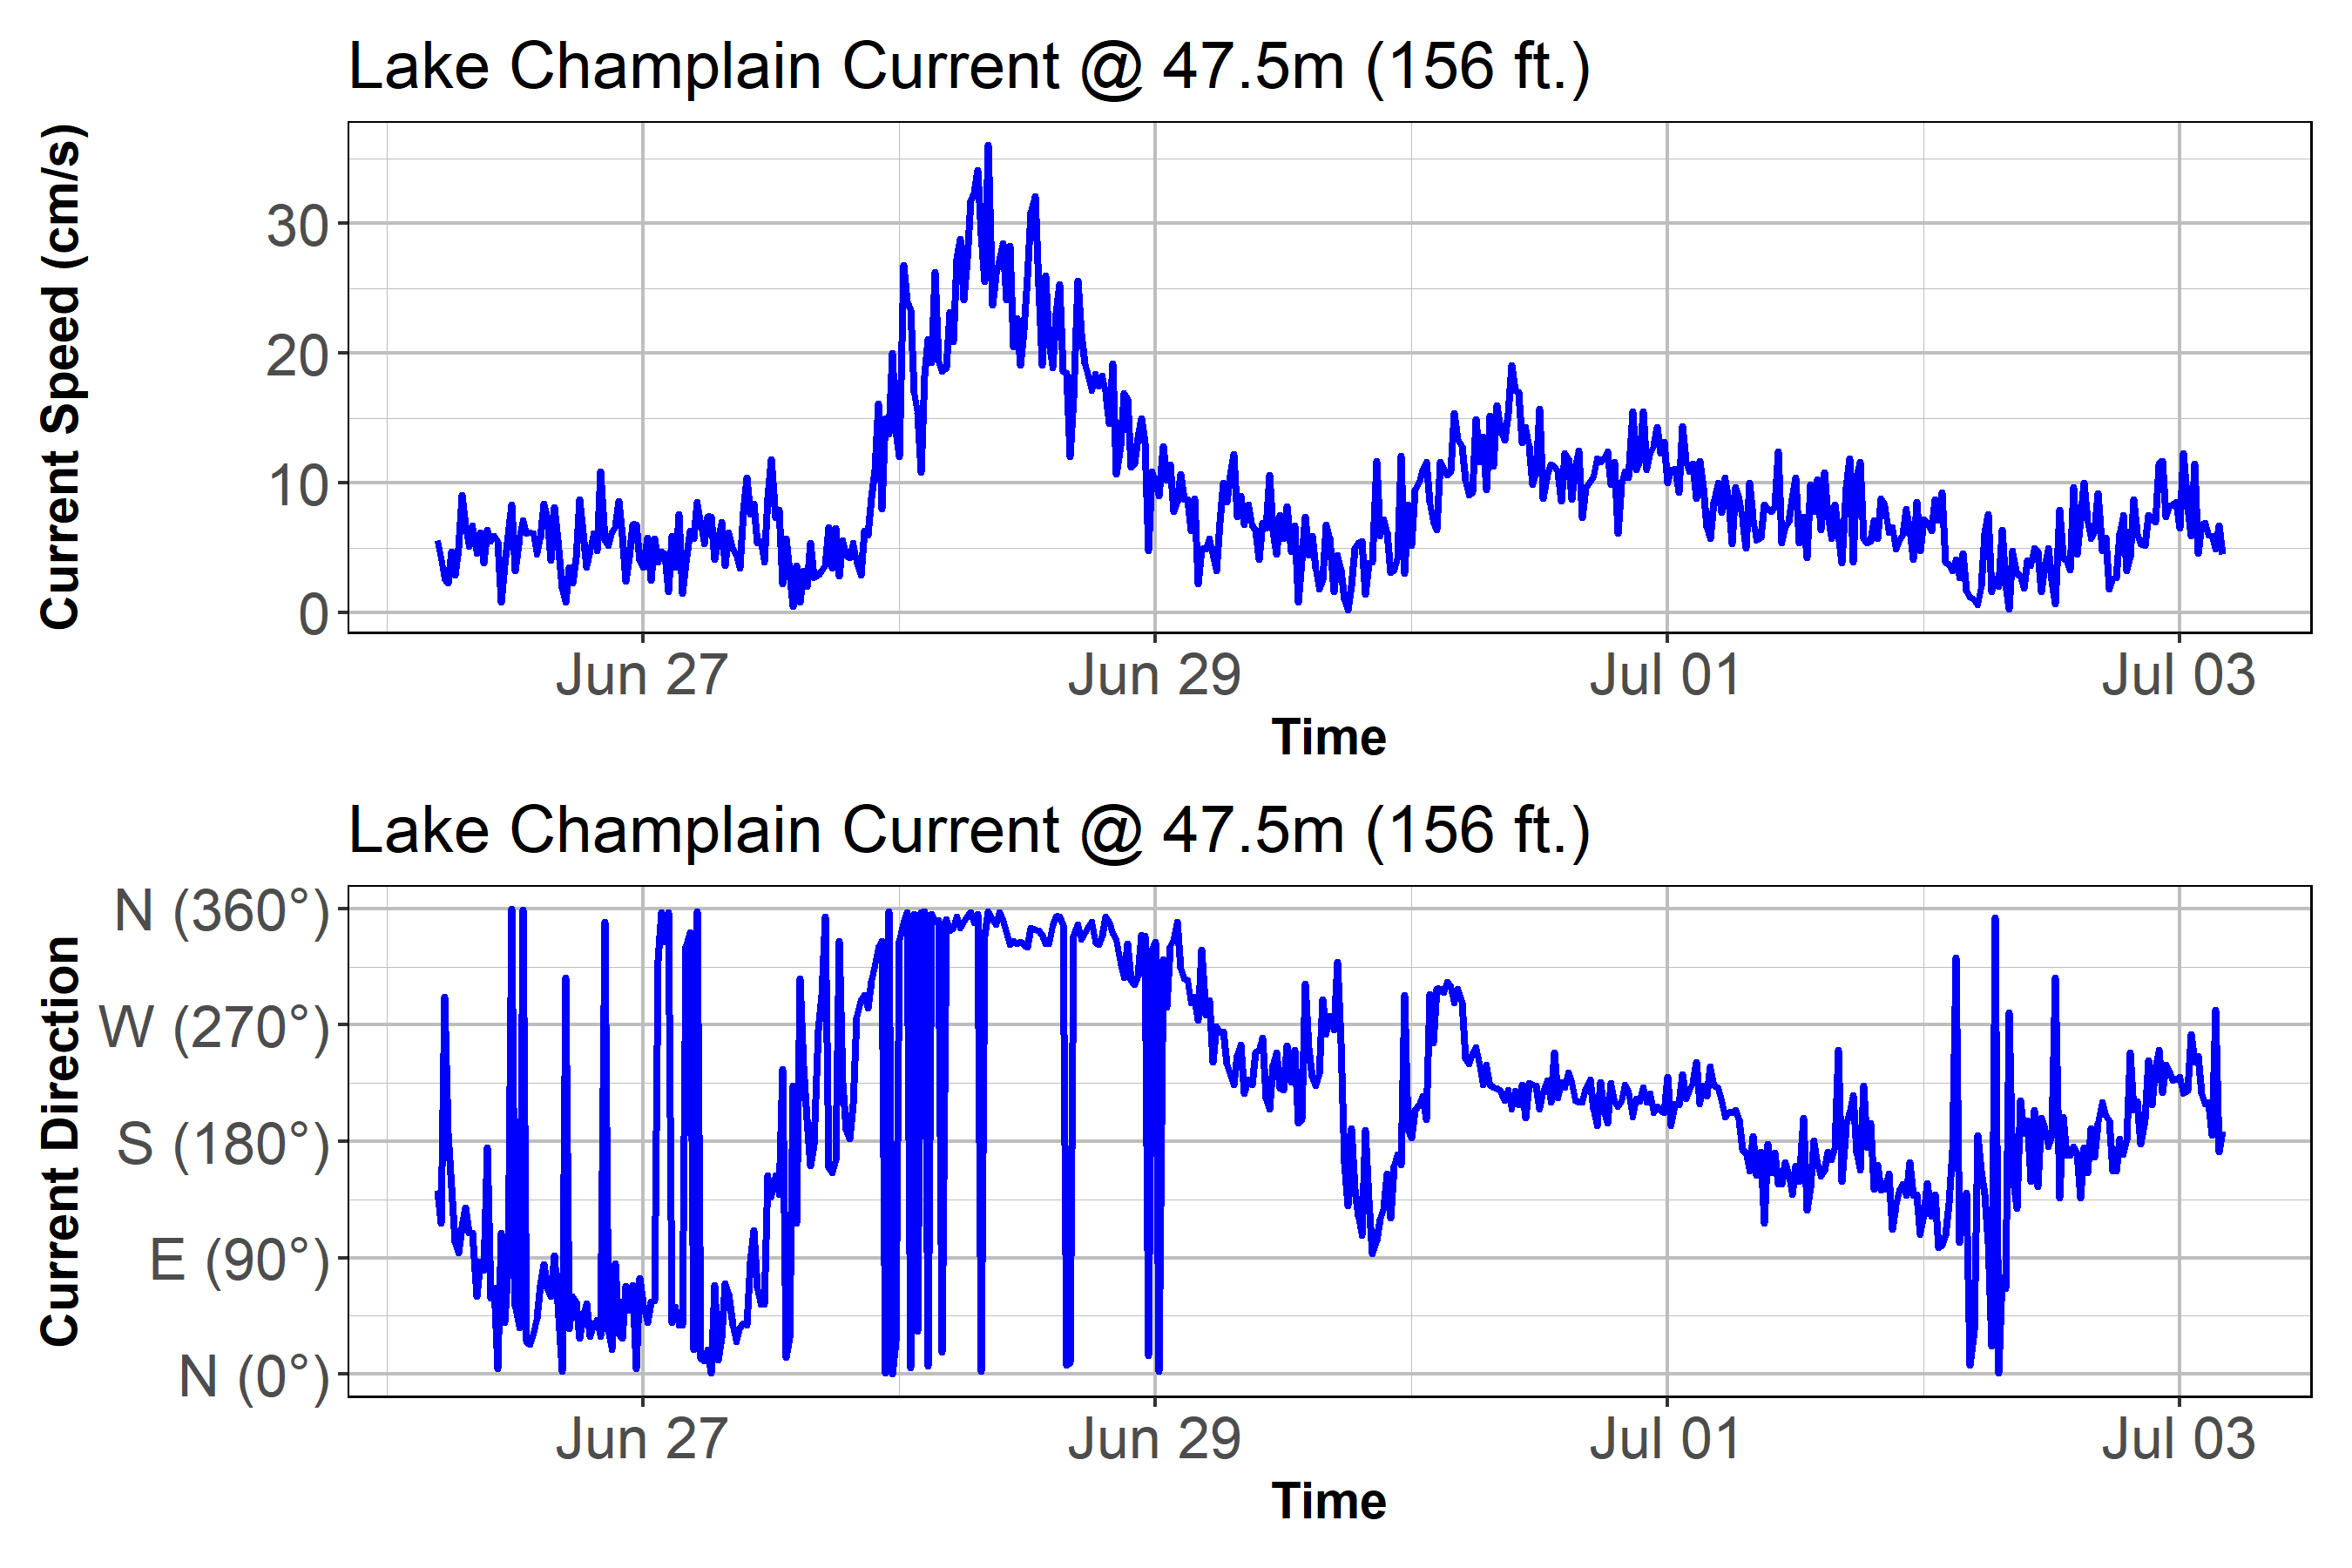 Lake Champlain Current @ 47.5m (156 ft.)
Current Speed (cm/s)
30
20
10
0
Jun 27 Jun 29 Jul 01 Jul 03
Time
Lake Champlain Current @ 47.5m (156 ft.)
Current Direction
N (360°)
W (270°)
S (180°)
E (90°)
N (0°)
Jun 27 Jun 29 Jul 01 Jul 03
Time